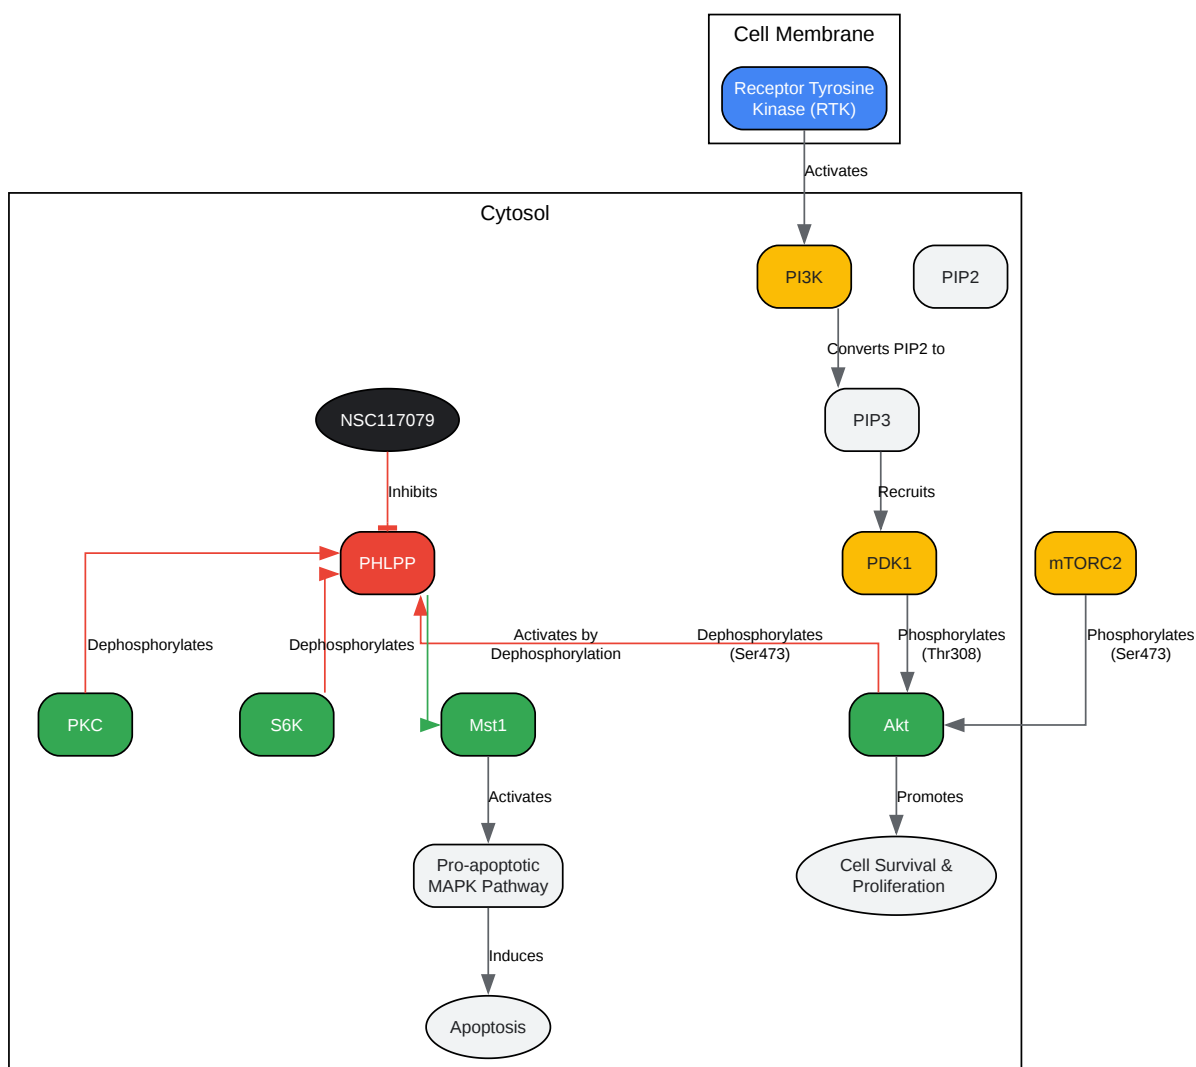 Cell Membrane
Receptor Tyrosine
Kinase (RTK)
Activates
Cytosol
PI3K
PIP2
Converts PIP2 to
NSC117079
PIP3
Inhibits
Recruits
PHLPP
PDK1
mTORC2
Dephosphorylates
Dephosphorylates
Activates by
Dephosphorylation
Dephosphorylates
(Ser473)
Phosphorylates
(Thr308)
Phosphorylates
(Ser473)
PKC
S6K
Mst1
Akt
Activates
Promotes
Pro-apoptotic
MAPK Pathway
Cell Survival &
Proliferation
Induces
Apoptosis